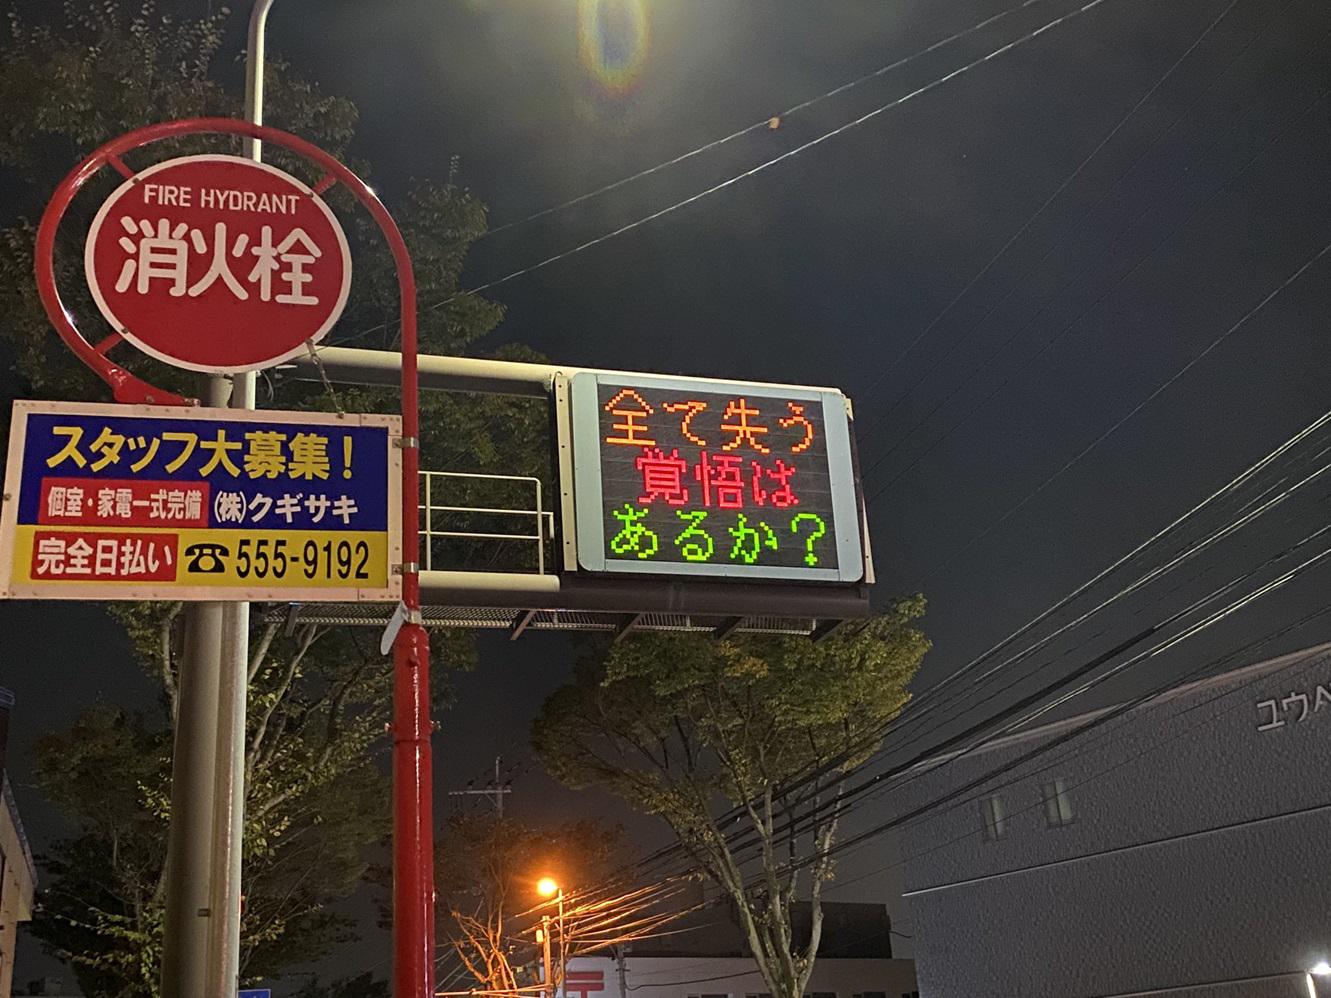 FIRE HYDRANT
消火栓
スタッフ大募集!
個室・家電一式完備 (株)クギサキ
完全日払い ☎555-9192
全て失う
覚悟は
あるか?
ユウベ